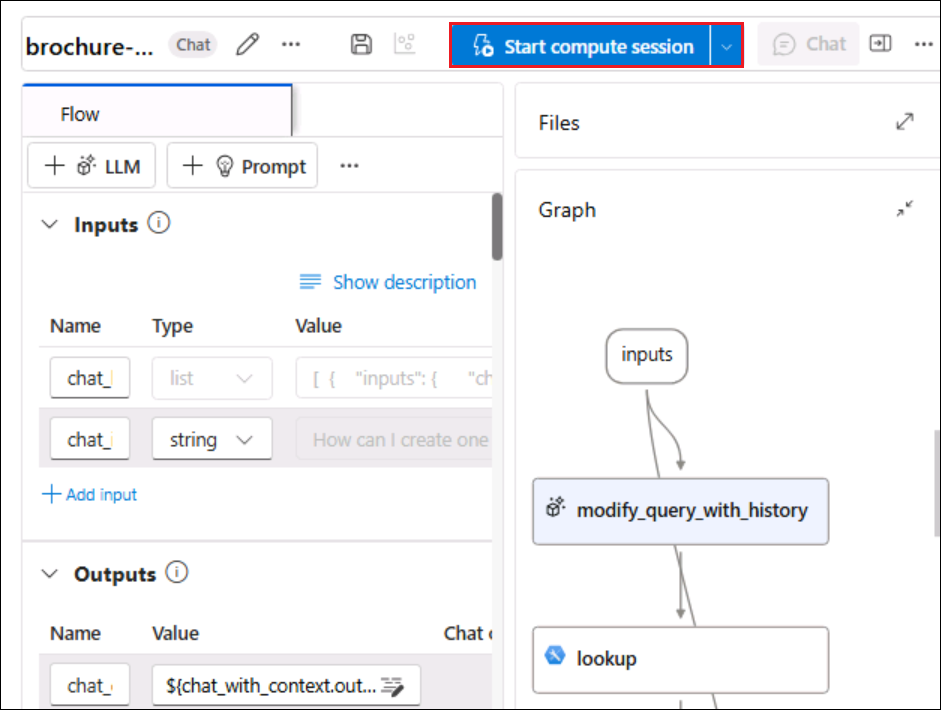 brochure-... Chat ... Start compute session Chat ...
Flow
Files
+ LLM + Prompt ...
Graph
Inputs
Show description
Name Type Value
inputs
chat_ list [ { "inputs": { "ch
chat_ string How can I create one
+ Add input
modify_query_with_history
Outputs
Name Value Chat
lookup
chat_ ${chat_with_context.out...